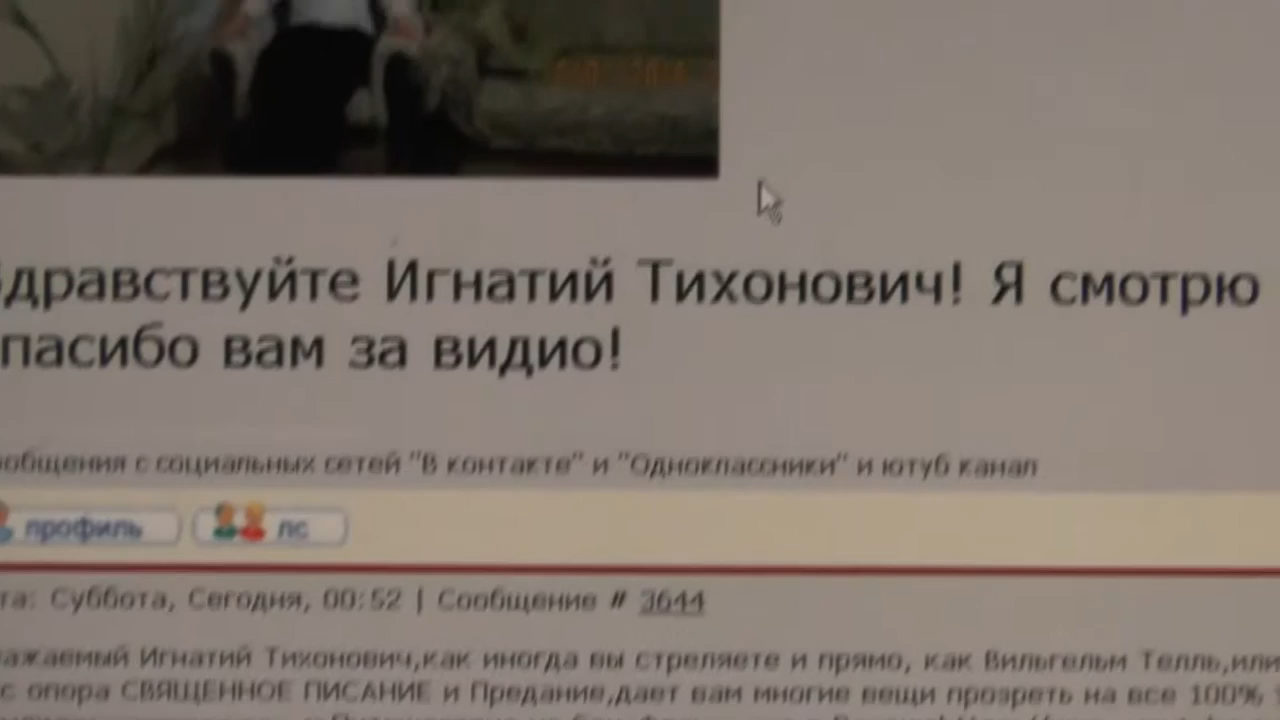 дравствуйте Игнатий Тихонович! Я смотрю
пасибо вам за видио!
ообщения с социальных сетей "В контакте" и "Одноклассники" и ютуб канал
профиль лс
та: Суббота, Сегодня, 00:52 | Сообщение # 3644
ажаемый Игнатий Тихонович,как иногда вы стреляете и прямо, как Вильгельм Телль,или
с опора СВЯЩЕННОЕ ПИСАНИЕ и Предание,дает вам многие вещи прозреть на все 100%